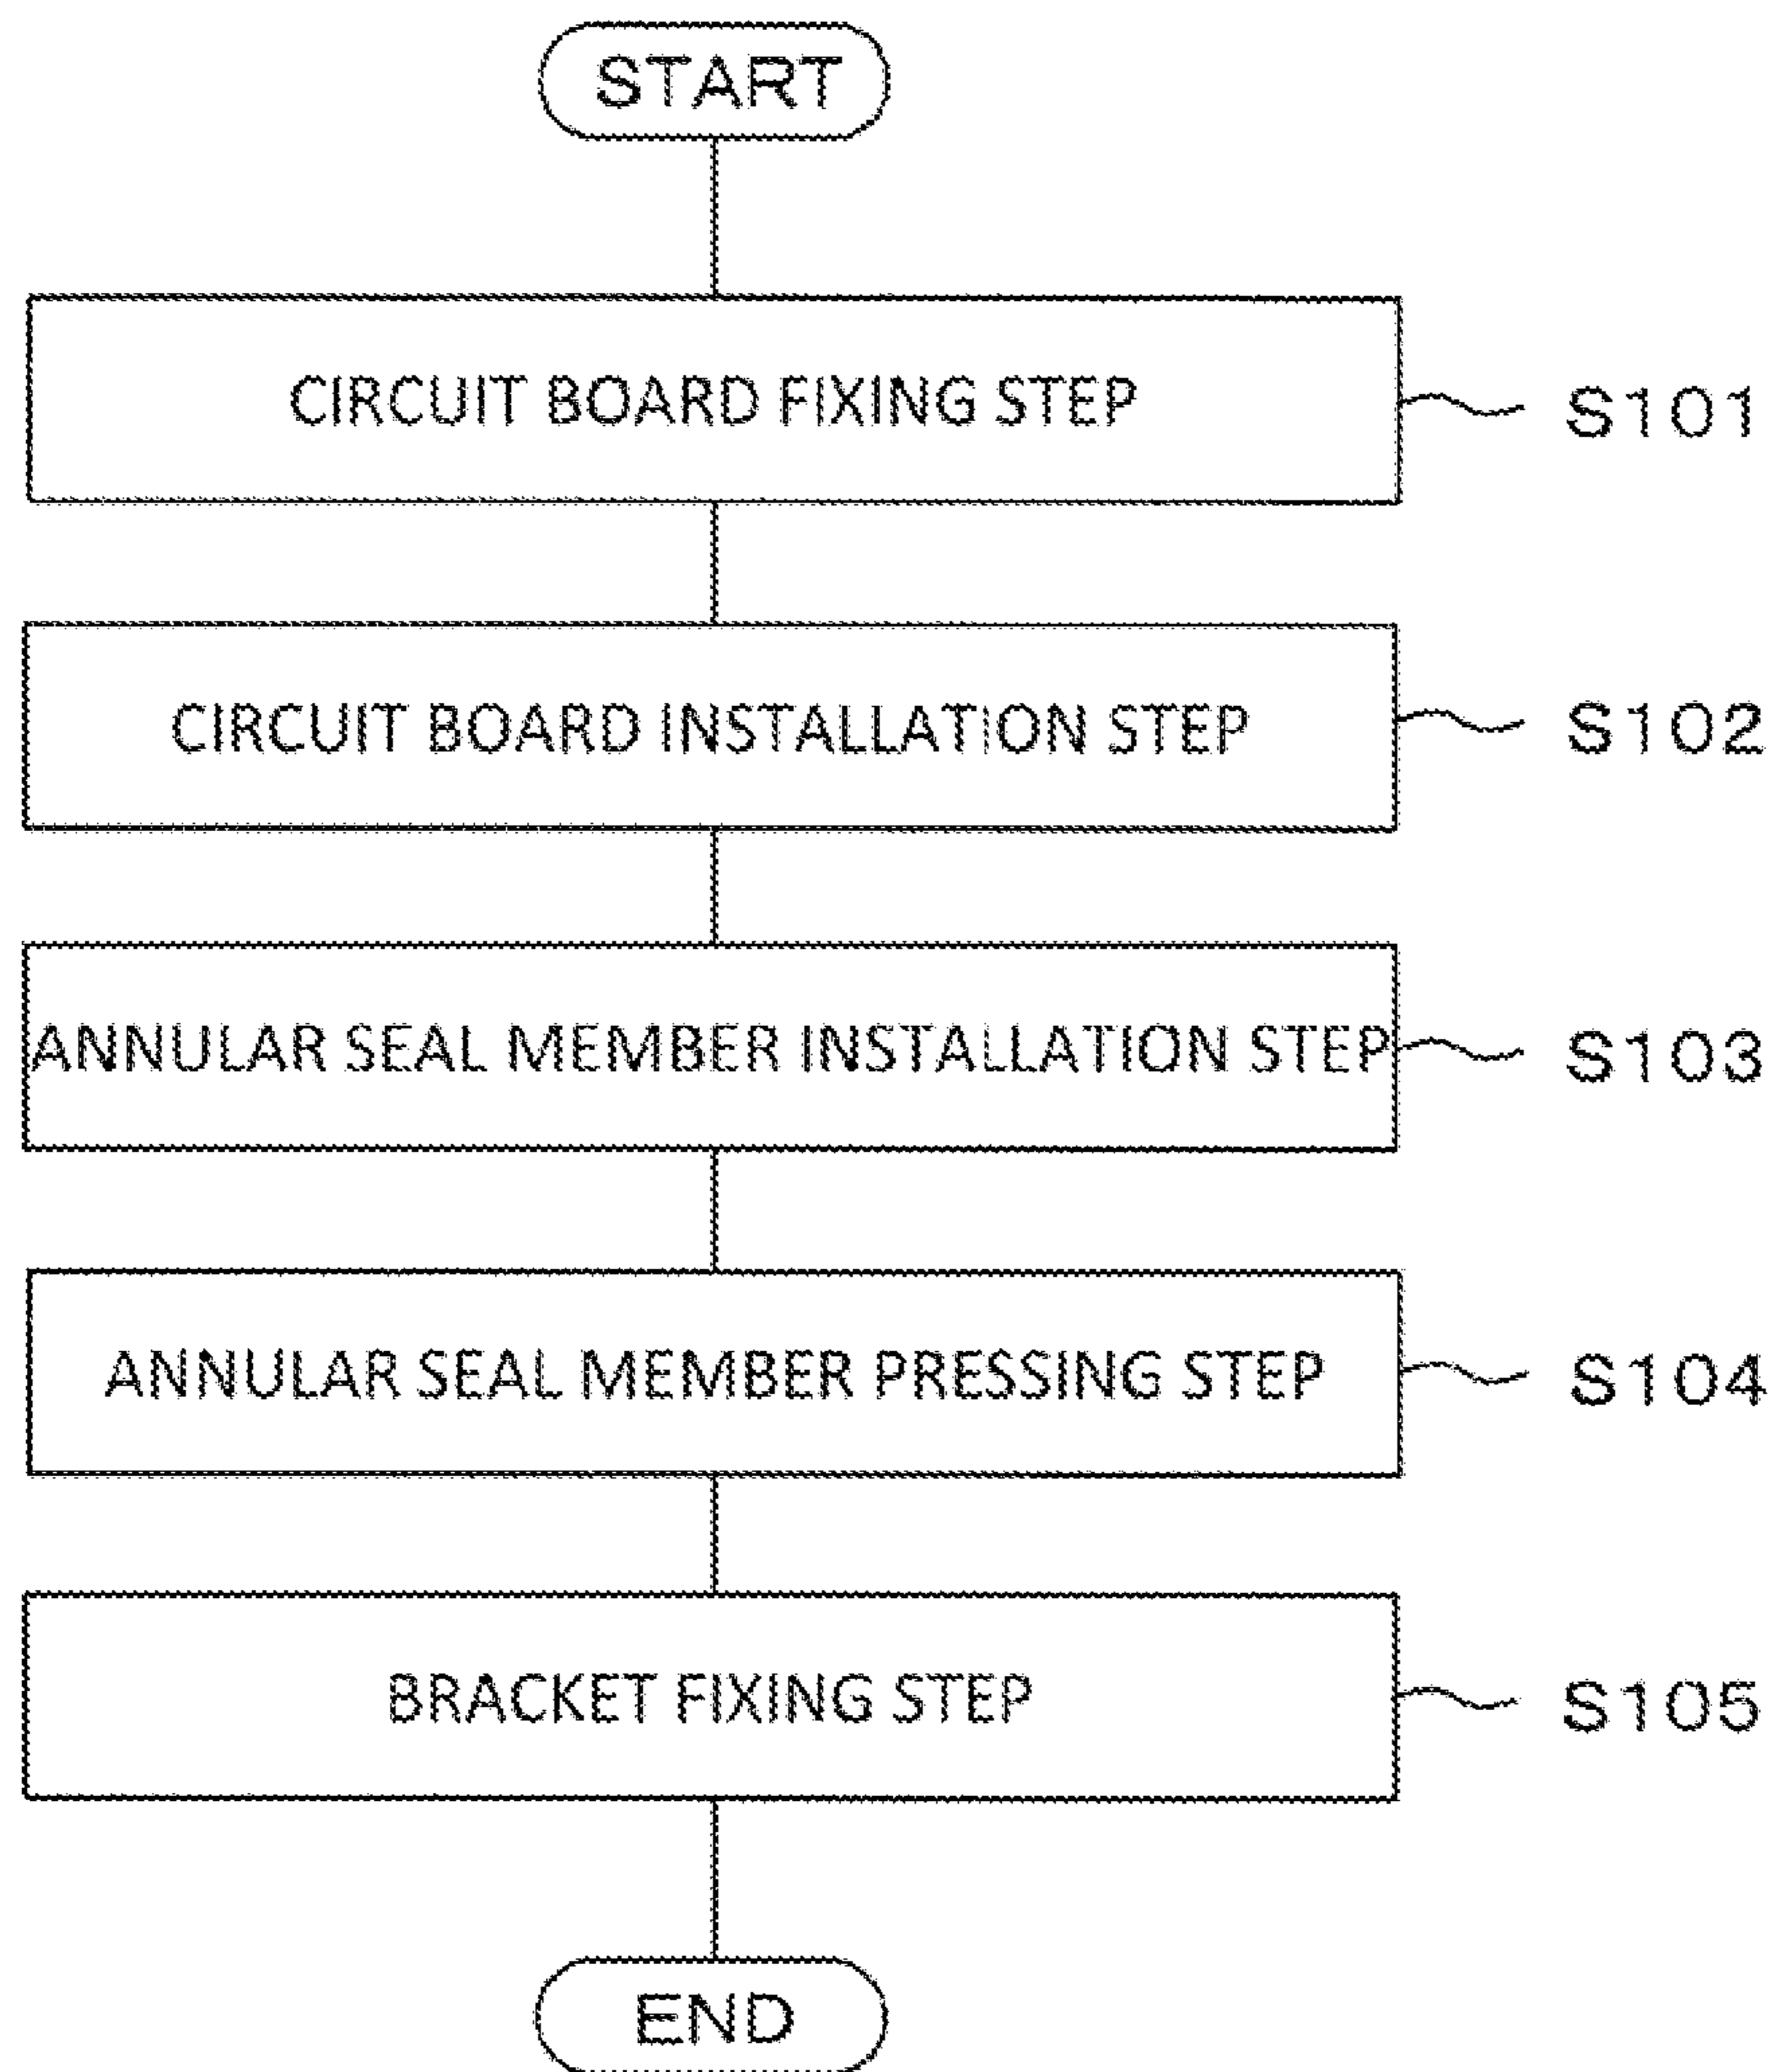 START
CIRCUIT BOARD FIXING STEP
S101
CIRCUIT BOARD INSTALLATION STEP
S102
ANNULAR SEAL MEMBER INSTALLATION STEP
S103
ANNULAR SEAL MEMBER PRESSING STEP
S104
BRACKET FIXING STEP
S105
END